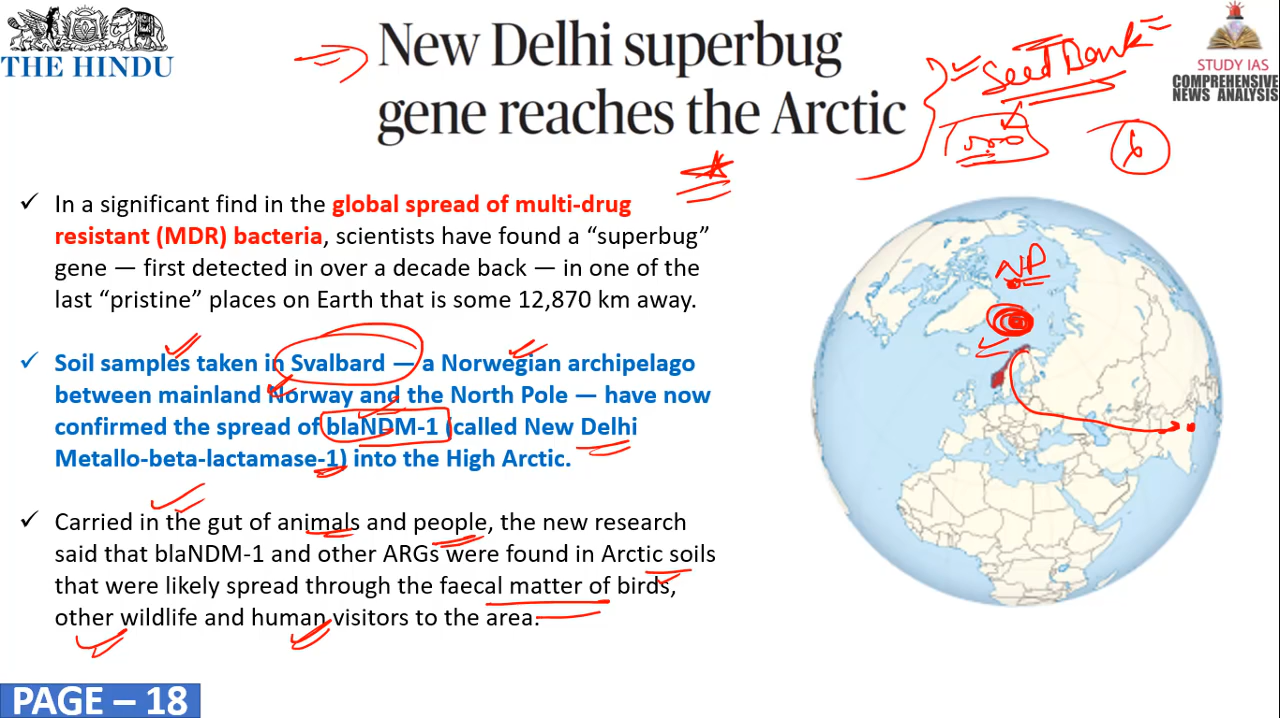 THE HINDU
New Delhi superbug
gene reaches the Arctic
Seed Bank
STUDY IAS
COMPREHENSIVE
NEWS ANALYSIS
6
✓ In a significant find in the global spread of multi-drug
resistant (MDR) bacteria, scientists have found a “superbug”
gene — first detected in over a decade back — in one of the
last “pristine” places on Earth that is some 12,870 km away.
✓ Soil samples taken in Svalbard — a Norwegian archipelago
between mainland Norway and the North Pole — have now
confirmed the spread of blaNDM-1 (called New Delhi
Metallo-beta-lactamase-1) into the High Arctic.
✓ Carried in the gut of animals and people, the new research
said that blaNDM-1 and other ARGs were found in Arctic soils
that were likely spread through the faecal matter of birds,
other wildlife and human visitors to the area.
NP
PAGE – 18